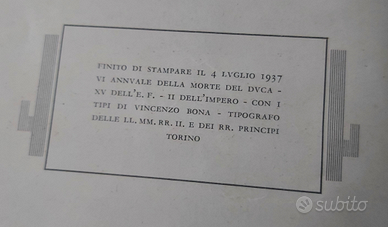 FINITO DI STAMPARE IL 4 LVGLIO 1937
VI ANNVALE DELLA MORTE DEL DVCA -
XV DELL'E. F. - II DELL'IMPERO - CON I
TIPI DI VINCENZO BONA - TIPOGRAFO
DELLE LL. MM. RR. II. E DEI RR. PRINCIPI
TORINO
subito